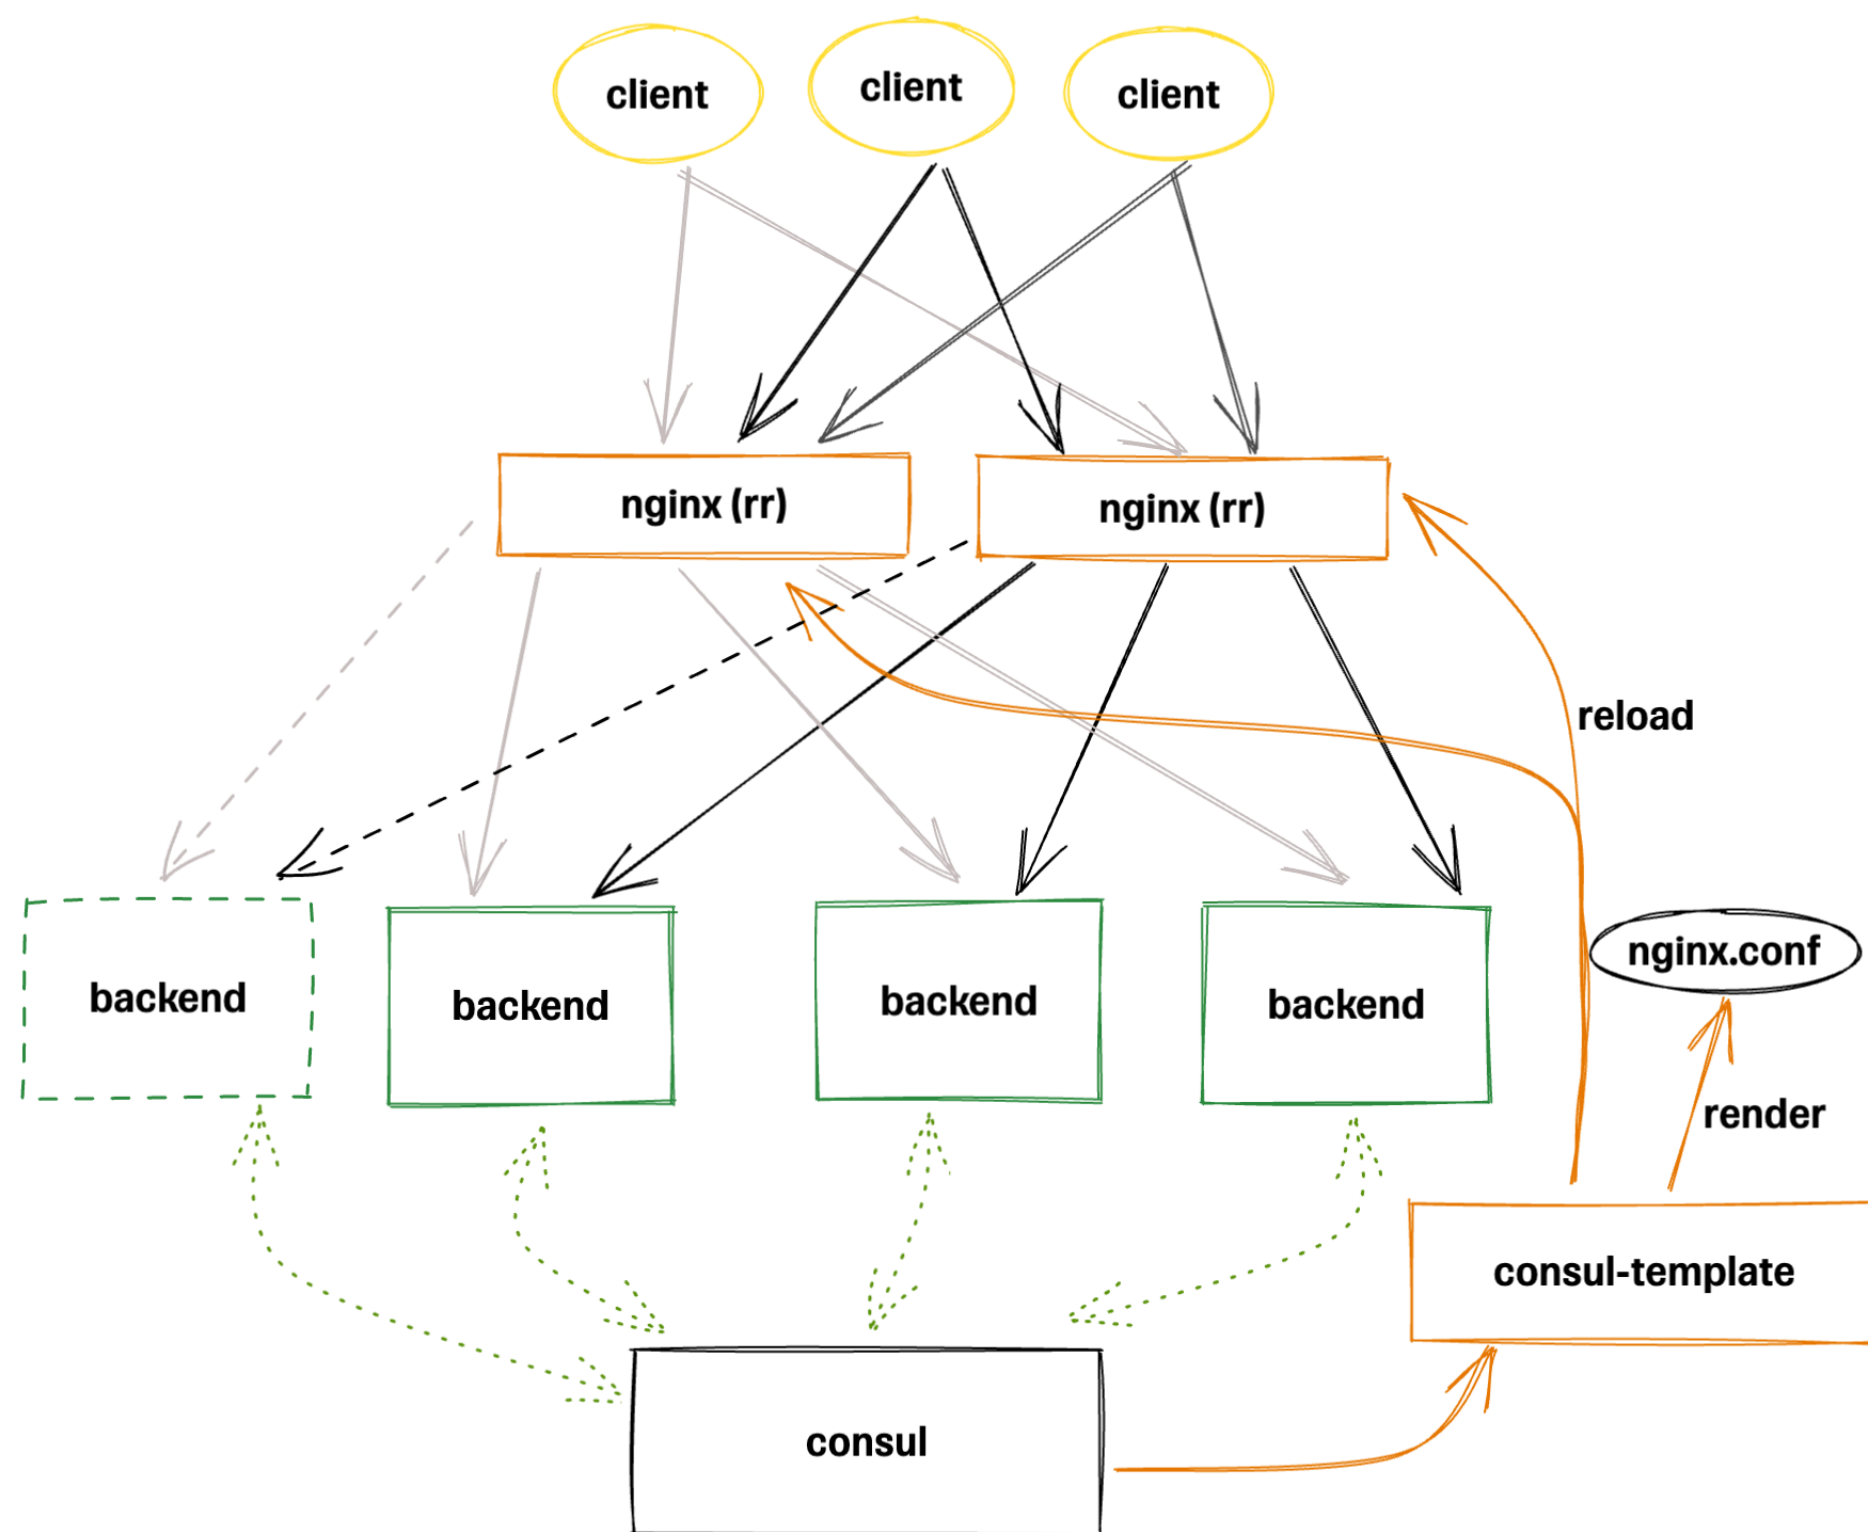 client
client
client
nginx (rr)
nginx (rr)
reload
backend
backend
backend
backend
nginx.conf
render
consul-template
consul